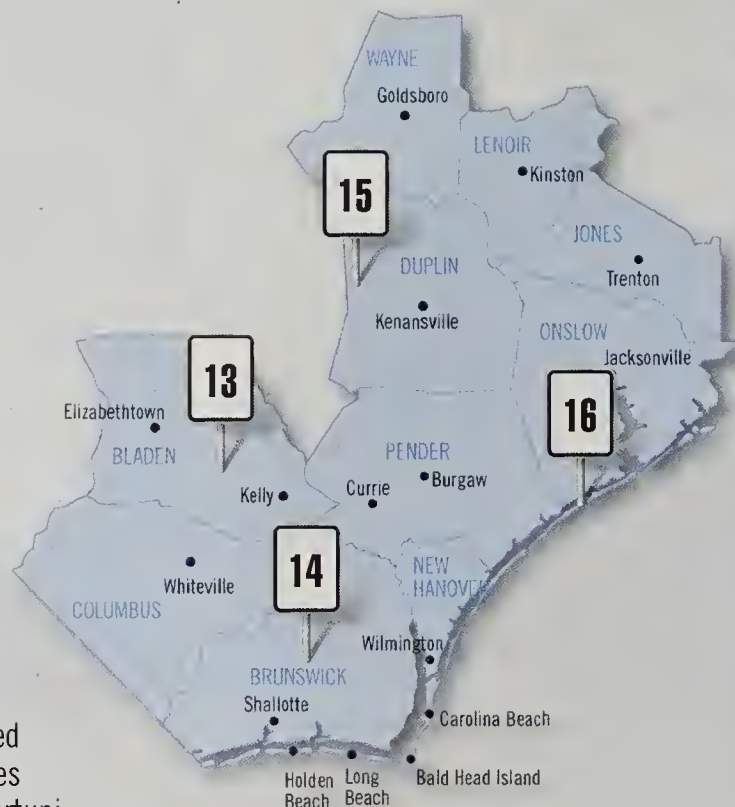 WAYNE
Goldsboro
LENOIR
Kinston
15
JONES
DUPLIN
Trenton
Kenansville
ONSLOW
Jacksonville
13
16
Elizabethtown
BLADEN
PENDER
Burgaw
Kelly
Currie
14
NEW
HANOVER
Whiteville
COLUMBUS
Wilmington
BRUNSWICK
Shallotte
Carolina Beach
Holden
Beach
Long
Beach
Bald Head Island